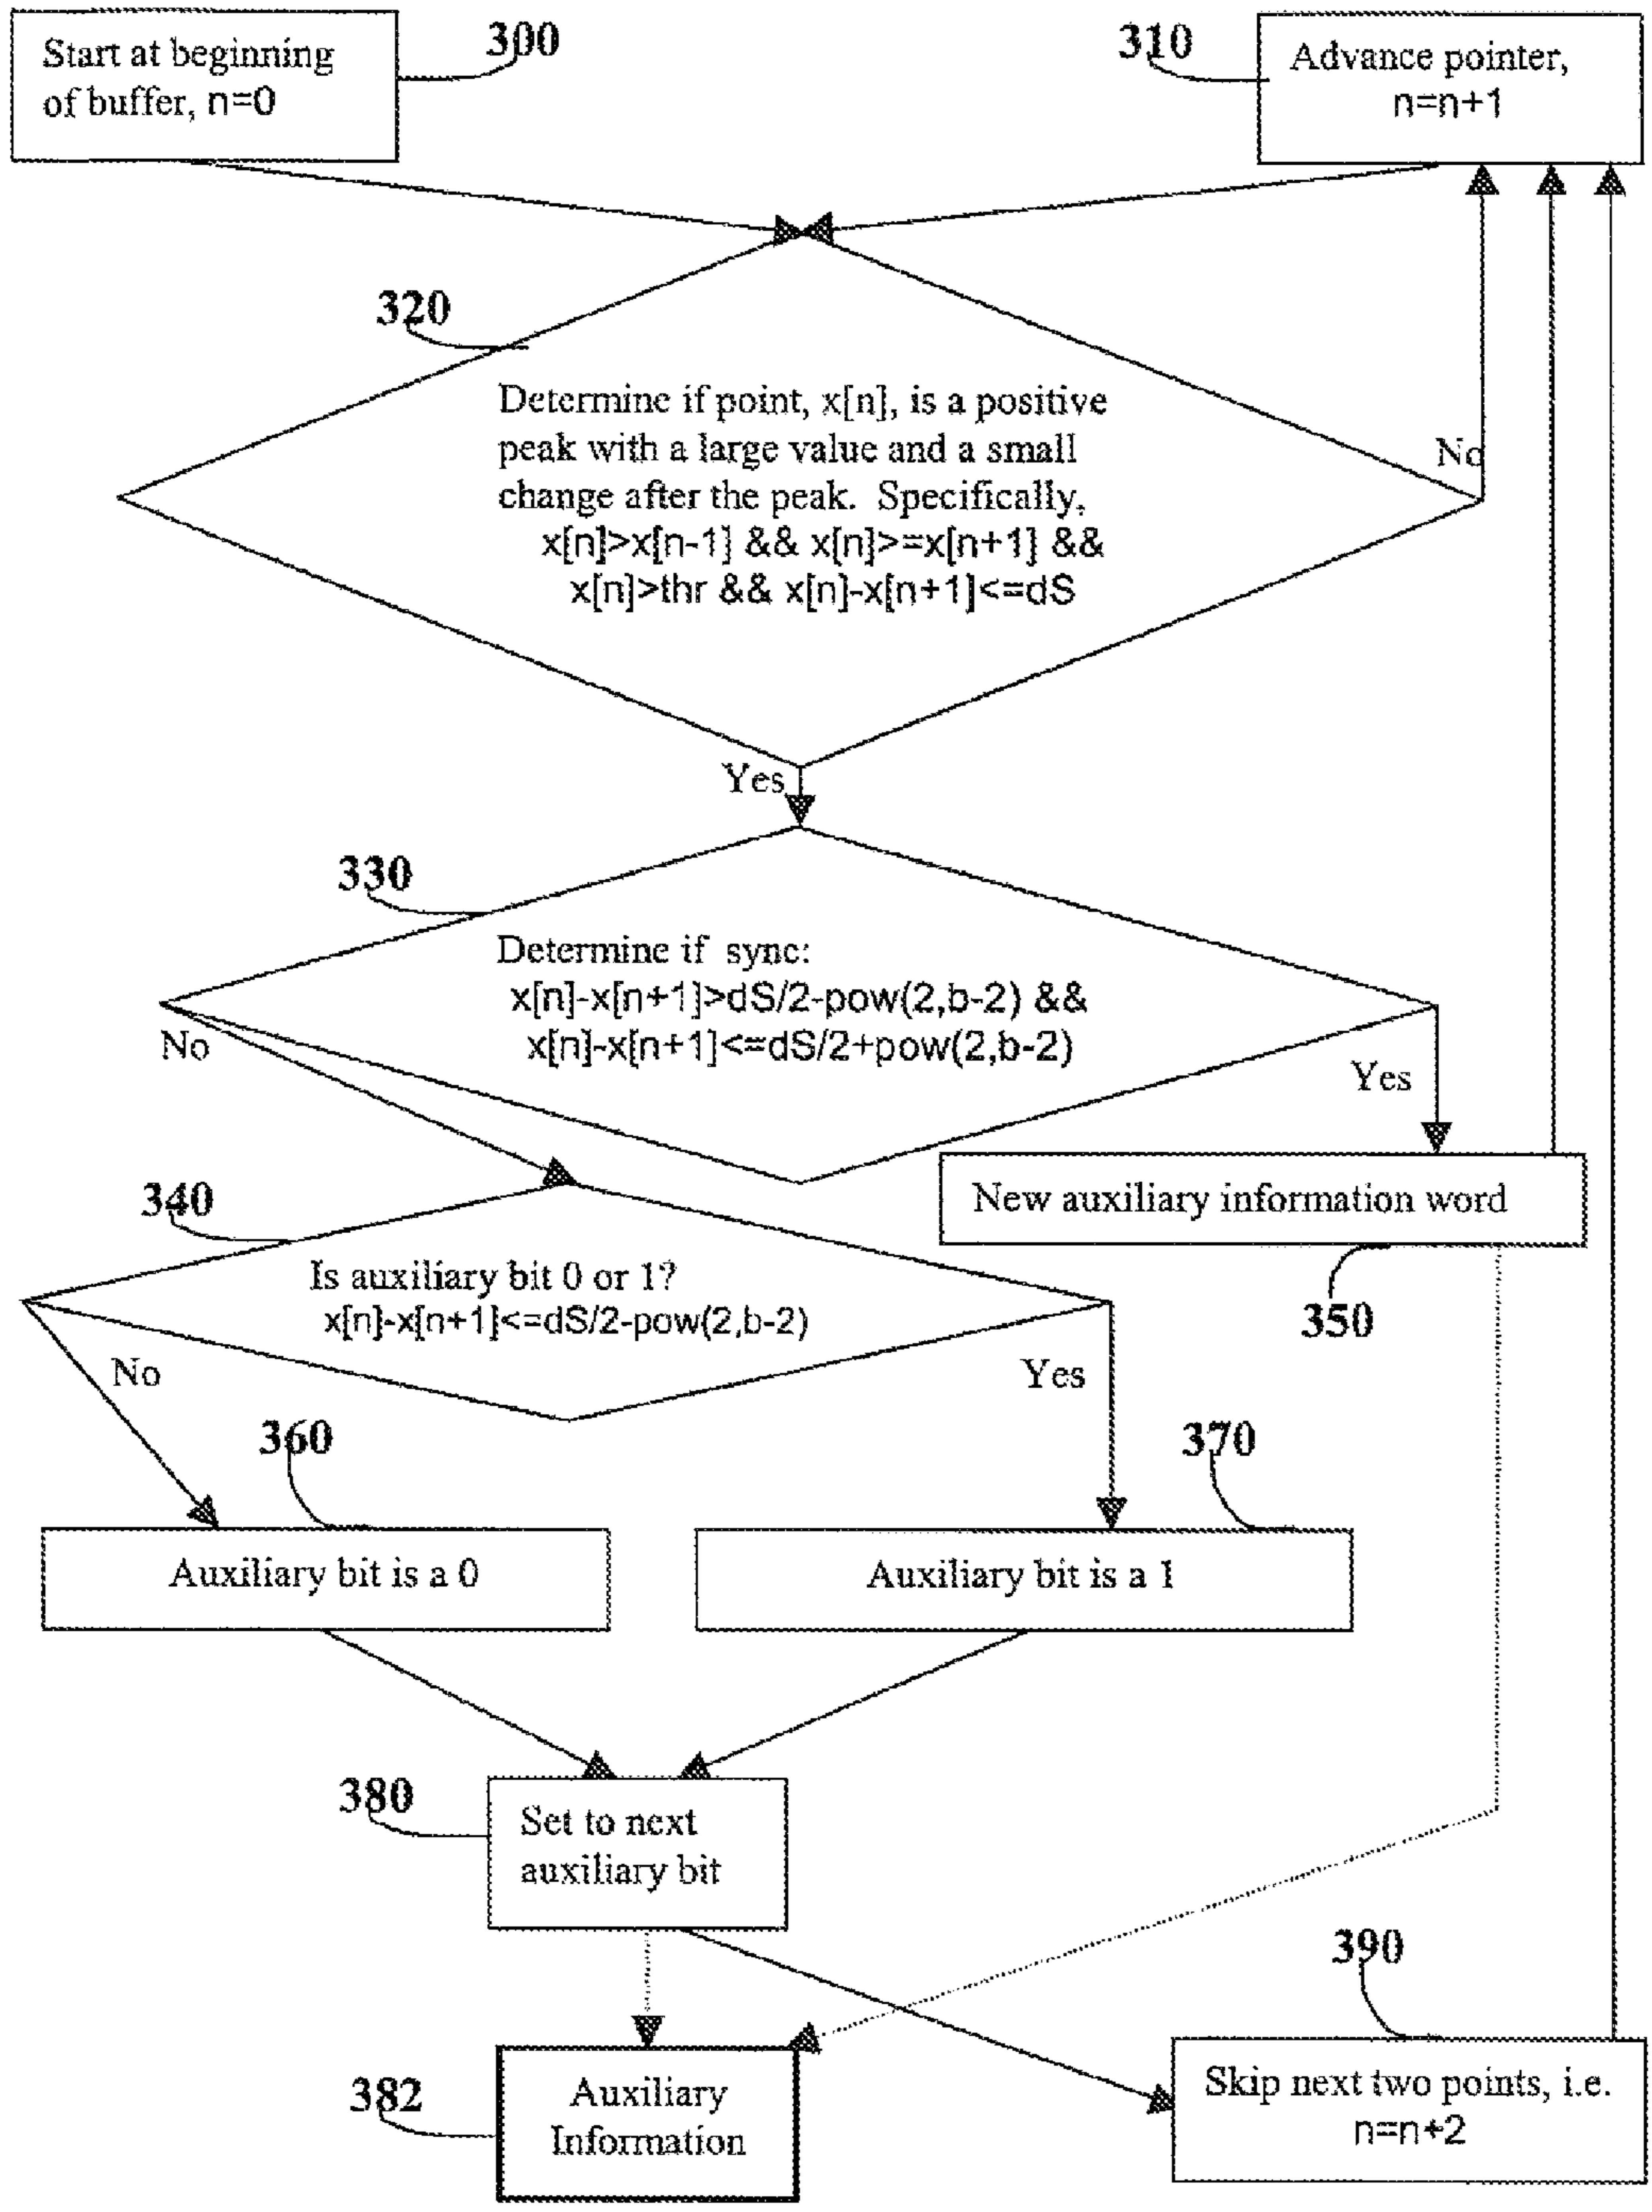 Start at beginning
of buffer, n=0
300
310
Advance pointer,
n=n+1
320
Determine if point, x[n], is a positive
peak with a large value and a small
change after the peak. Specifically,
x[n]>x[n-1] && x[n]>=x[n+1] &&
x[n]>thr && x[n]-x[n+1]<=dS
No
Yes
330
Determine if sync:
x[n]-x[n+1]>dS/2-pow(2,b-2) &&
x[n]-x[n+1]<=dS/2+pow(2,b-2)
No
Yes
340
New auxiliary information word
350
Is auxiliary bit 0 or 1?
x[n]-x[n+1]<=dS/2-pow(2,b-2)
No
Yes
360
370
Auxiliary bit is a 0
Auxiliary bit is a 1
380
Set to next
auxiliary bit
390
382
Auxiliary
Information
Skip next two points, i.e.
n=n+2